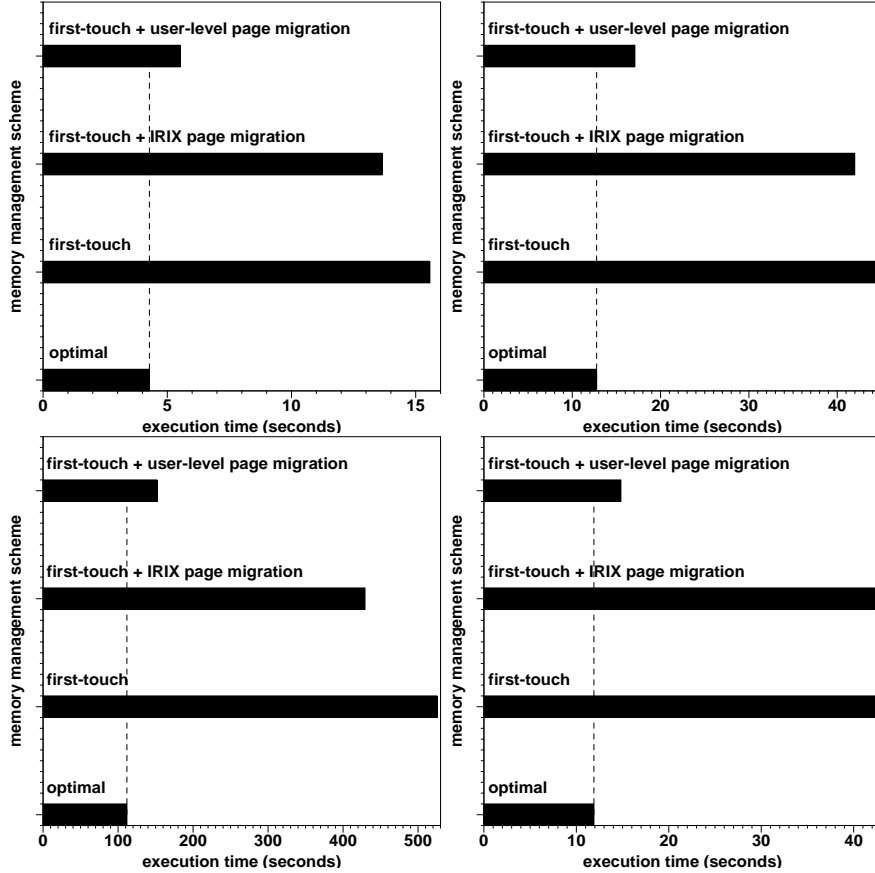 first-touch + user-level page migration
first-touch + IRIX page migration
first-touch
optimal
memory management scheme
0 5 10 15
execution time (seconds)
first-touch + user-level page migration
first-touch + IRIX page migration
first-touch
optimal
memory management scheme
0 10 20 30 40
execution time (seconds)
first-touch + user-level page migration
first-touch + IRIX page migration
first-touch
optimal
memory management scheme
0 100 200 300 400 500
execution time (seconds)
first-touch + user-level page migration
first-touch + IRIX page migration
first-touch
optimal
memory management scheme
0 10 20 30 40
execution time (seconds)